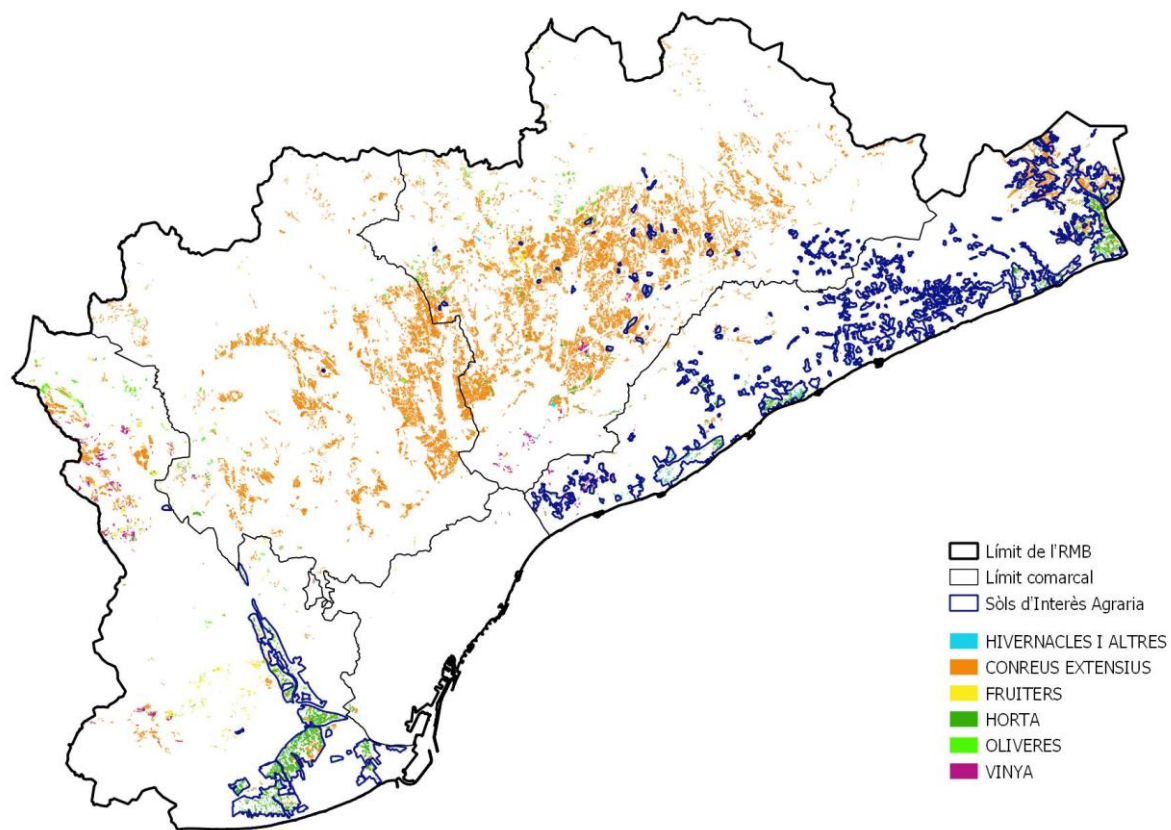 Límit de l'RMB
Límit comarcal
Sòls d'Interès Agraria
HIVERNACLES I ALTRES
CONREUS EXTENSIUS
FRUITERS
HORTA
OLIVERES
VINYA